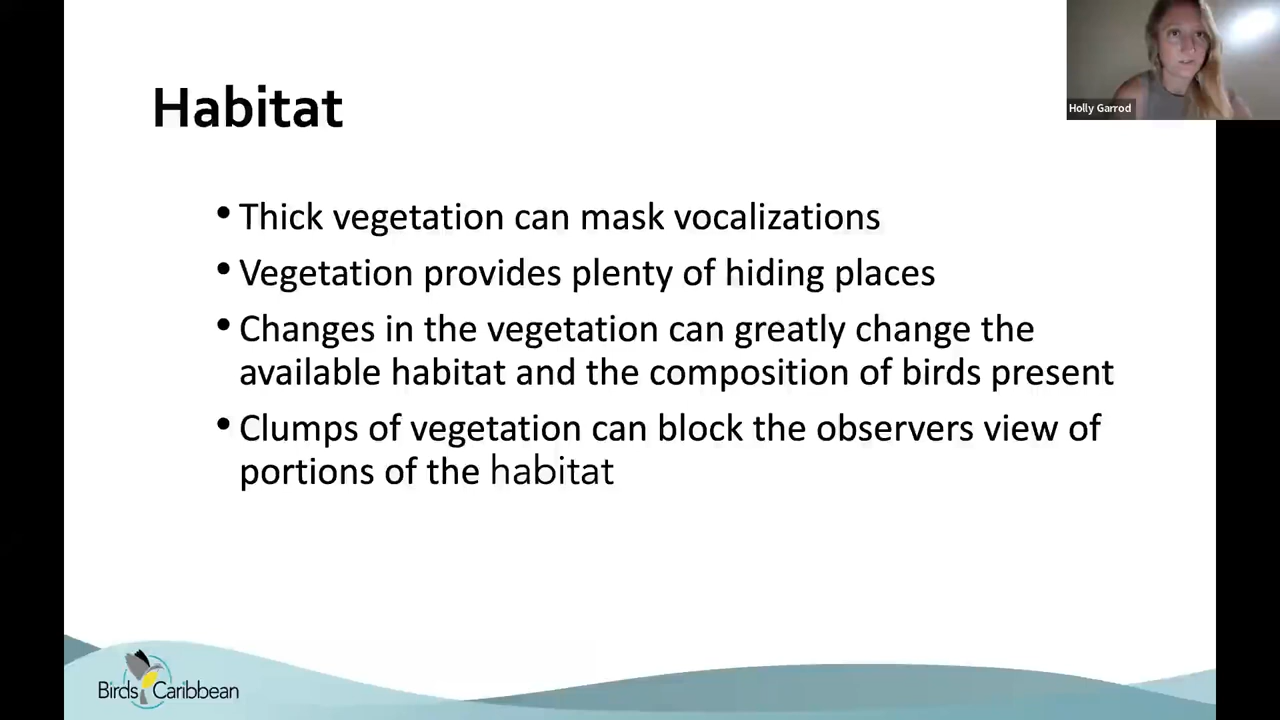 Holly Garrod
Habitat
• Thick vegetation can mask vocalizations
• Vegetation provides plenty of hiding places
• Changes in the vegetation can greatly change the
available habitat and the composition of birds present
• Clumps of vegetation can block the observers view of
portions of the habitat
Birds Caribbean